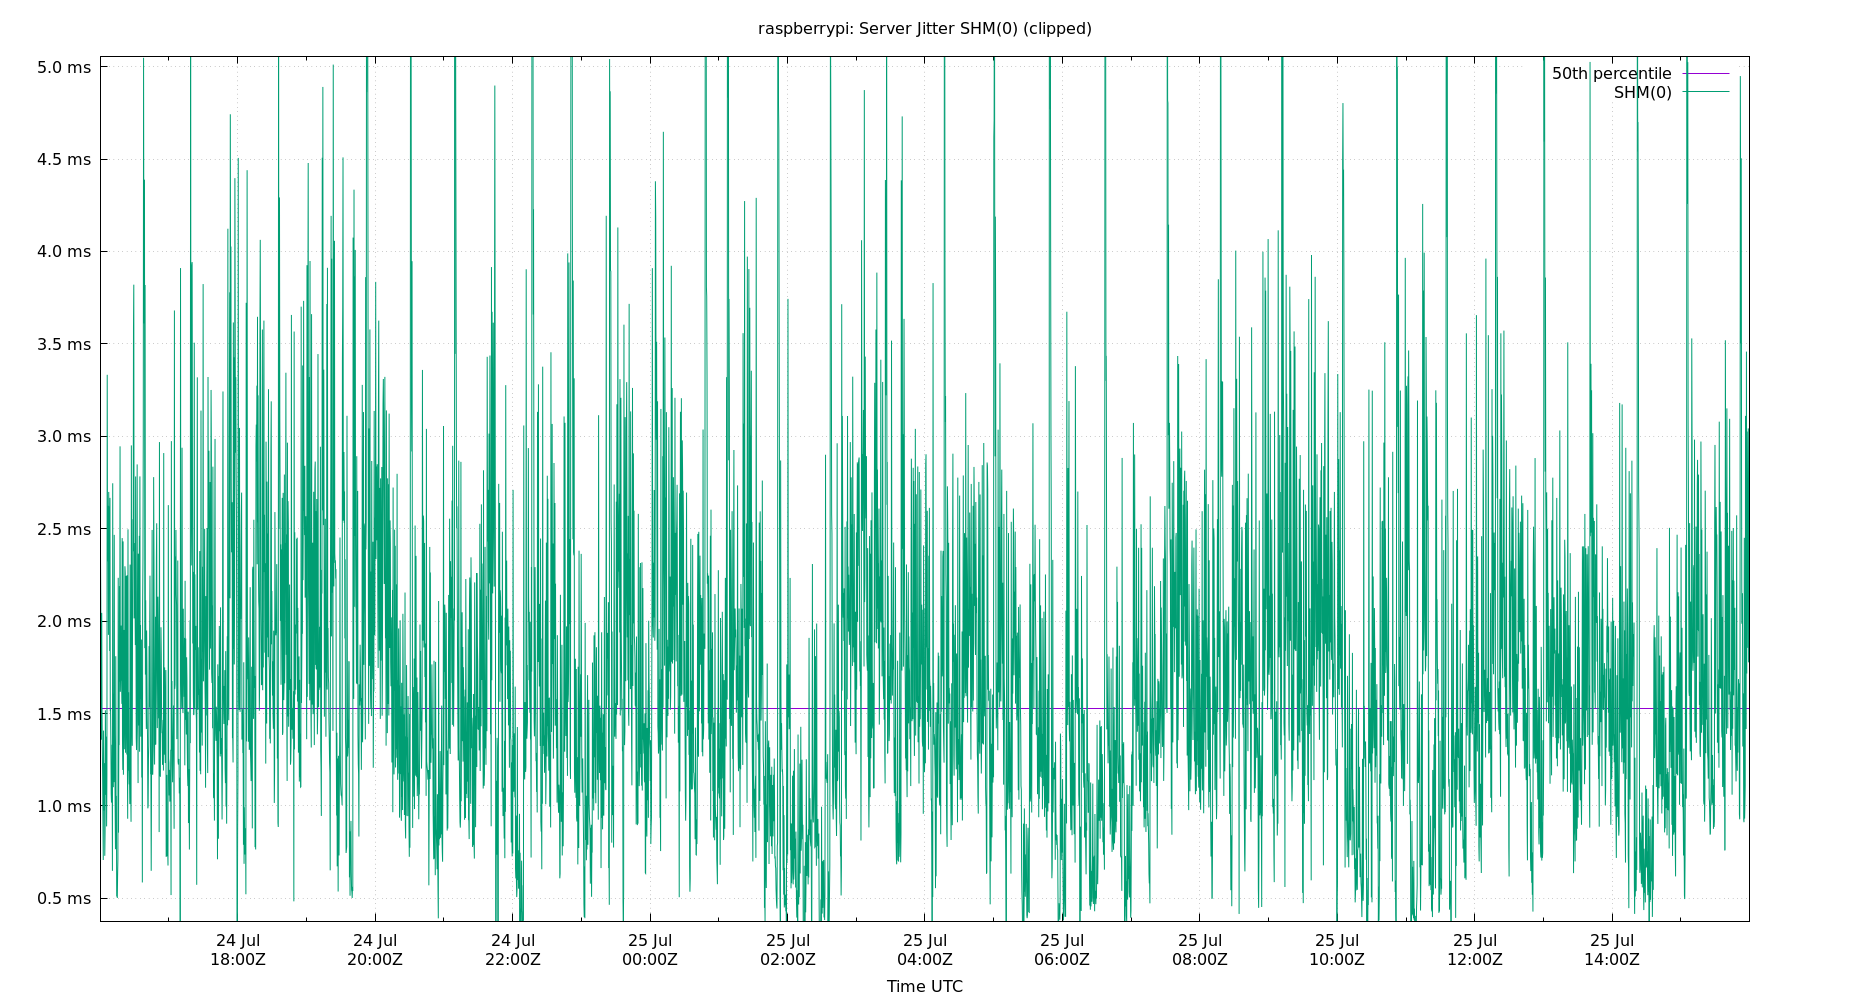 raspberrypi: Server Jitter SHM(0) (clipped)
50th percentile
SHM(0)
5.0 ms
4.5 ms
4.0 ms
3.5 ms
3.0 ms
2.5 ms
2.0 ms
1.5 ms
1.0 ms
0.5 ms
24 Jul 24 Jul 24 Jul 25 Jul 25 Jul 25 Jul 25 Jul 25 Jul 25 Jul 25 Jul 25 Jul
18:00Z 20:00Z 22:00Z 00:00Z 02:00Z 04:00Z 06:00Z 08:00Z 10:00Z 12:00Z 14:00Z
Time UTC